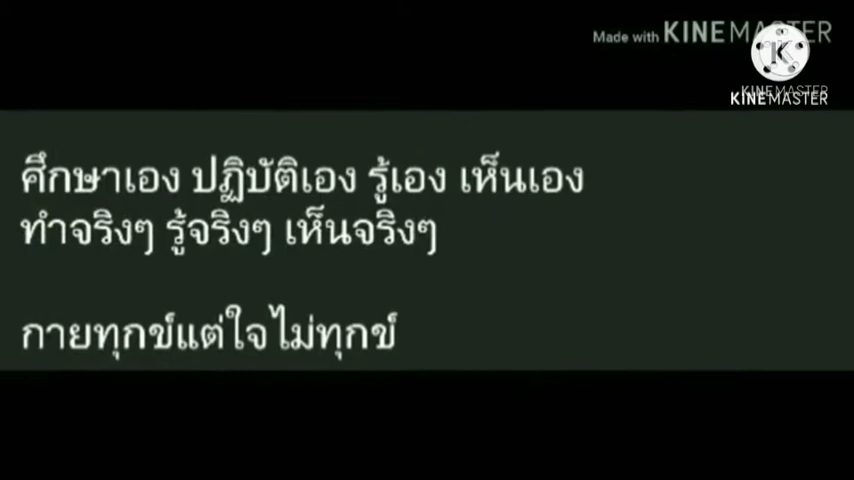 Made with KINEMASTER
KINEMASTER
KINEMASTER
ศึกษาเอง ปฏิบัติเอง รู้เอง เห็นเอง
ทำจริงๆ รู้จริงๆ เห็นจริงๆ
กายทุกข์แต่ใจไม่ทุกข์